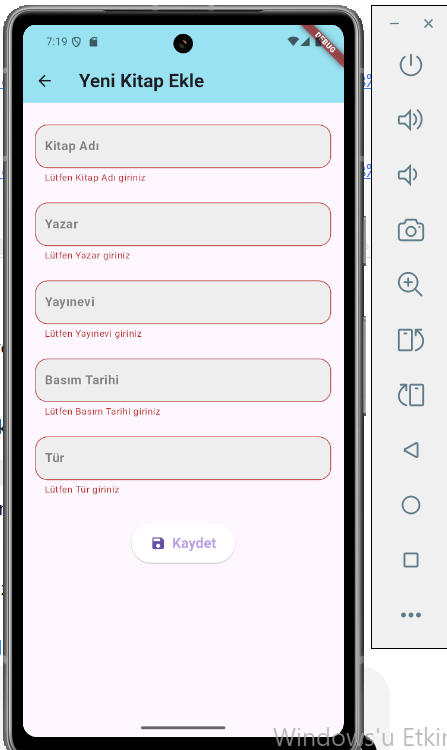 7:19
DEBUG
Yeni Kitap Ekle
Kitap Adı
Lütfen Kitap Adı giriniz
Yazar
Lütfen Yazar giriniz
Yayınevi
Lütfen Yayınevi giriniz
Basım Tarihi
Lütfen Basım Tarihi giriniz
Tür
Lütfen Tür giriniz
Kaydet
Windows'u Etkin